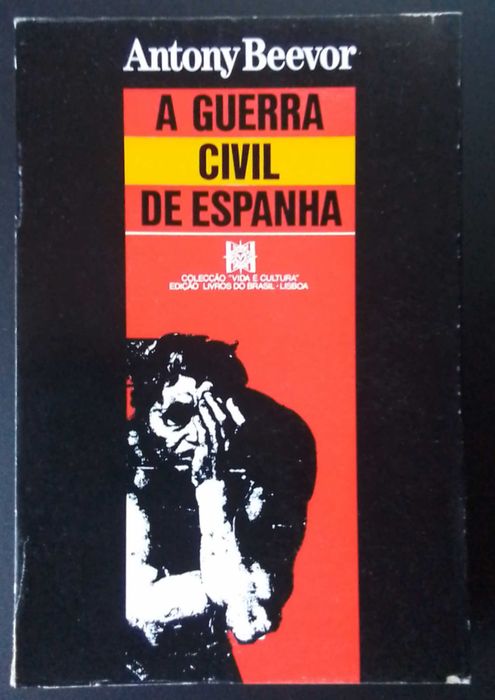 Antony Beevor
A GUERRA
CIVIL
DE ESPANHA
COLECÇÃO "VIDA E CULTURA"
EDIÇÃO LIVROS DO BRASIL · LISBOA